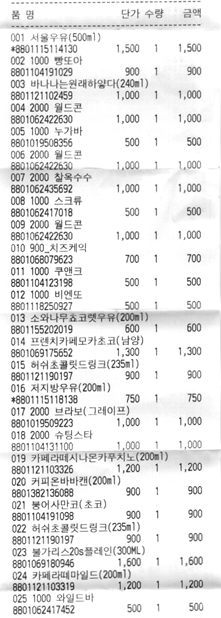 품 명 단가 수량 금액
001 서울우유(500ml)
*8801115114130 1,500 1 1,500
002 1000 빵또아
8801104191029 900 1 900
003 바나나는원래하얗다(240ml)
8801121102459 1,000 1 1,000
004 2000 월드콘
8801062622430 1,000 1 1,000
005 1000 누가바
8801019508356 500 1 500
006 2000 월드콘
8801062622430 1,000 1 1,000
007 2000 찰옥수수
8801062435692 1,000 1 1,000
008 1000 스크류
8801062417018 500 1 500
009 2000 월드콘
8801062622430 1,000 1 1,000
010 900_치즈케익
8801068079623 700 1 700
011 1000 쿠앤크
8801104123198 500 1 500
012 1000 비엔또
8801118250927 500 1 500
013 소와나무쵸코렛우유(200ml)
8801155202019 600 1 600
014 프렌치카페모카초코(남양)
8801069175652 1,300 1 1,300
015 허쉬초콜릿드링크(235ml)
8801121190197 900 1 900
016 저지방우유(200ml)
*8801115118138 750 1 750
017 2000 브라보(그레이프)
8801019509223 1,000 1 1,000
018 2000 슈팅스타
8801104131100 1,000 1 1,000
019 카페라떼시나몬카푸치노(200ml)
8801121103326 1,200 1 1,200
020 커피온바바캔(200ml)
8801382136088 900 1 900
021 붕어사만코(초코)
8801104191098 900 1 900
022 허쉬초콜릿드링크(235ml)
8801121190197 900 1 900
023 불가리스20s플레인(300ML)
8801069180946 1,600 1 1,600
024 카페라떼마일드(200ml)
8801121103319 1,200 1 1,200
025 1000 와일드바
8801062417452 500 1 500